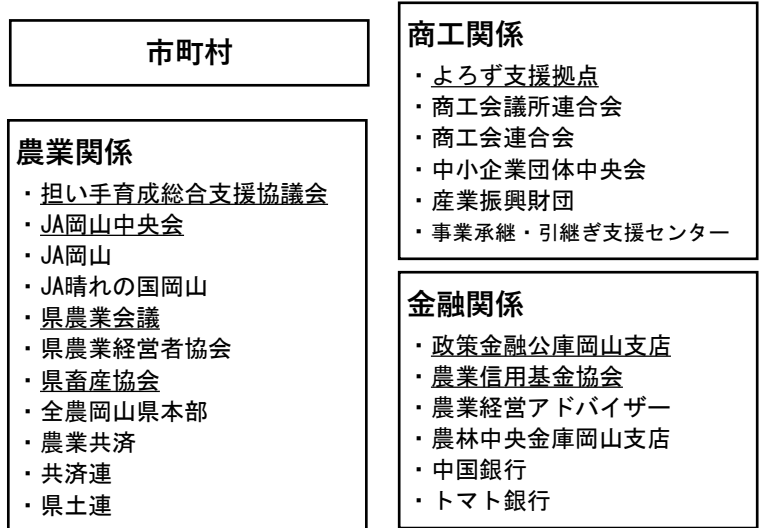 市町村
農業関係
・担い手育成総合支援協議会
・JA岡山中央会
・JA岡山
・JA晴れの国岡山
・県農業会議
・県農業経営者協会
・県畜産協会
・全農岡山県本部
・農業共済
・共済連
・県土連
商工関係
・よろず支援拠点
・商工会議所連合会
・商工会連合会
・中小企業団体中央会
・産業振興財団
・事業承継・引継ぎ支援センター
金融関係
・政策金融公庫岡山支店
・農業信用基金協会
・農業経営アドバイザー
・農林中央金庫岡山支店
・中国銀行
・トマト銀行